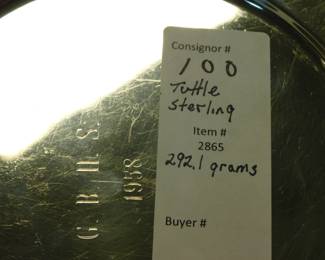 G. B. H. S.
1958
Consignor #
100
Tuttle
Sterling
Item #
2865
292.1 grams
Buyer #